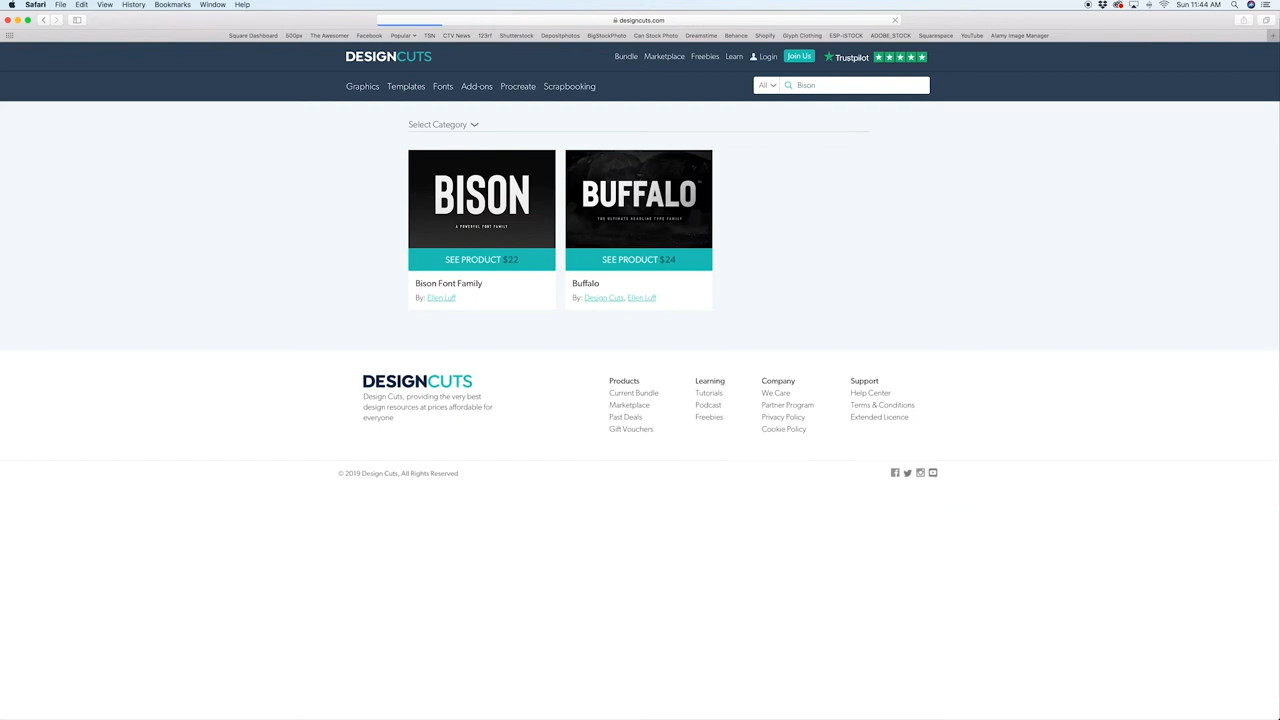 Safari File Edit View History Bookmarks Window Help
Sun 11:44 AM
designcuts.com
Square Dashboard 500px The Awesomer Facebook Popular TSN CTV News 123rf Shutterstock Depositphotos BigStockPhoto Can Stock Photo Dreamstime Behance Shopify Glyph Clothing ESP-iSTOCK ADOBE_STOCK Squarespace YouTube Alamy Image Manager
DESIGNCUTS
Bundle Marketplace Freebies Learn Login Join Us Trustpilot
Graphics Templates Fonts Add-ons Procreate Scrapbooking
All Bison
Select Category
BISON
A POWERFUL FONT FAMILY
SEE PRODUCT $22
Bison Font Family
By: Ellen Luff
BUFFALO
THE ULTIMATE HEADLINE TYPE FAMILY
SEE PRODUCT $24
Buffalo
By: Design Cuts, Ellen Luff
DESIGNCUTS
Design Cuts, providing the very best
design resources at prices affordable for
everyone
Products
Current Bundle
Marketplace
Past Deals
Gift Vouchers
Learning
Tutorials
Podcast
Freebies
Company
We Care
Partner Program
Privacy Policy
Cookie Policy
Support
Help Center
Terms & Conditions
Extended Licence
© 2019 Design Cuts, All Rights Reserved